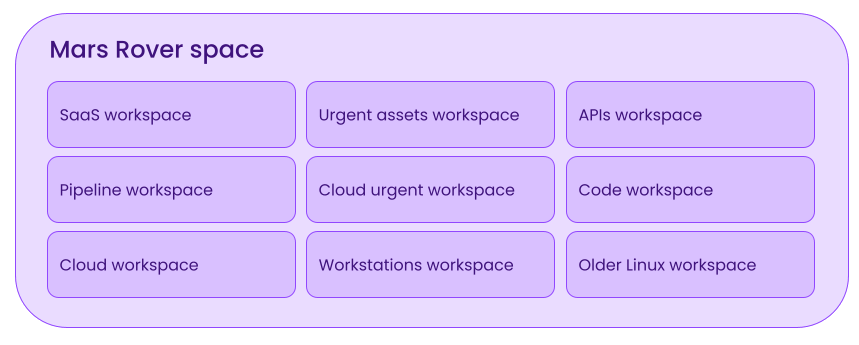 Mars Rover space
SaaS workspace
Urgent assets workspace
APIs workspace
Pipeline workspace
Cloud urgent workspace
Code workspace
Cloud workspace
Workstations workspace
Older Linux workspace